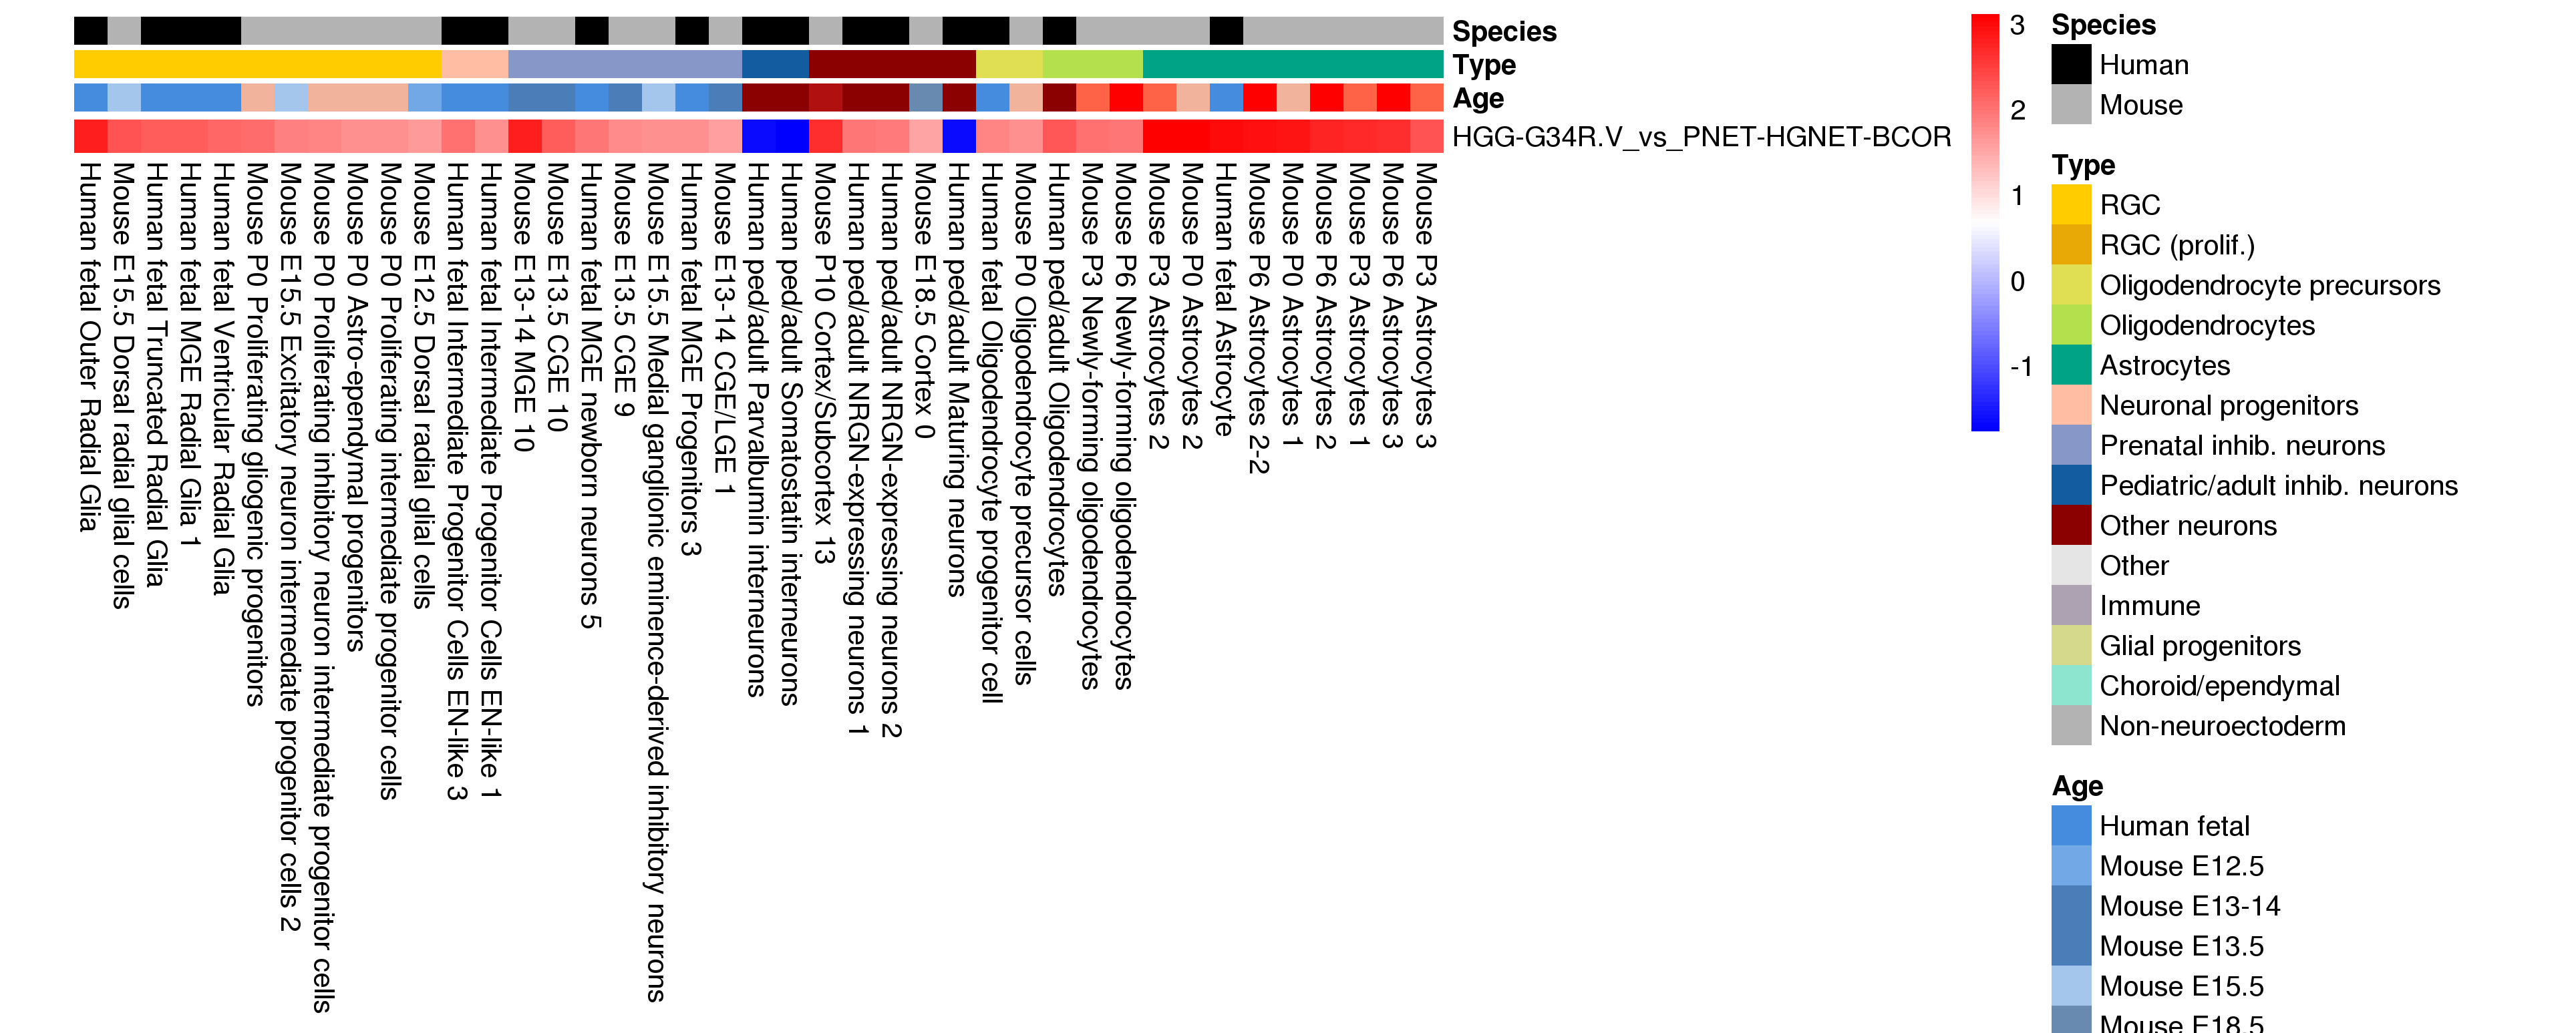 Species
Type
Age
HGG-G34R.V_vs_PNET-HGNET-BCOR
Human fetal Outer Radial Glia
Mouse E15.5 Dorsal radial glial cells
Human fetal Truncated Radial Glia
Human fetal MGE Radial Glia 1
Human fetal Ventricular Radial Glia
Mouse P0 Proliferating gliogenic progenitors
Mouse E15.5 Excitatory neuron intermediate progenitor cells 2
Mouse P0 Proliferating inhibitory neuron intermediate progenitor cells
Mouse P0 Astro-ependymal progenitors
Mouse P0 Proliferating intermediate progenitor cells
Mouse E12.5 Dorsal radial glial cells
Human fetal Intermediate Progenitor Cells EN-like 3
Human fetal Intermediate Progenitor Cells EN-like 1
Mouse E13-14 MGE 10
Mouse E13.5 CGE 10
Human fetal MGE newborn neurons 5
Mouse E13.5 CGE 9
Mouse E15.5 Medial ganglionic eminence-derived inhibitory neurons
Human fetal MGE Progenitors 3
Mouse E13-14 CGE/LGE 1
Human ped/adult Parvalbumin interneurons
Human ped/adult Somatostatin interneurons
Mouse P10 Cortex/Subcortex 13
Human ped/adult NRGN-expressing neurons 1
Human ped/adult NRGN-expressing neurons 2
Mouse E18.5 Cortex 0
Human ped/adult Maturing neurons
Human fetal Oligodendrocyte progenitor cell
Mouse P0 Oligodendrocyte precursor cells
Human ped/adult Oligodendrocytes
Mouse P3 Newly-forming oligodendrocytes
Mouse P6 Newly-forming oligodendrocytes
Mouse P3 Astrocytes 2
Mouse P0 Astrocytes 2
Human fetal Astrocyte
Mouse P6 Astrocytes 2-2
Mouse P0 Astrocytes 1
Mouse P6 Astrocytes 2
Mouse P3 Astrocytes 1
Mouse P6 Astrocytes 3
Mouse P3 Astrocytes 3
3
2
1
0
-1
Species
Human
Mouse
Type
RGC
RGC (prolif.)
Oligodendrocyte precursors
Oligodendrocytes
Astrocytes
Neuronal progenitors
Prenatal inhib. neurons
Pediatric/adult inhib. neurons
Other neurons
Other
Immune
Glial progenitors
Choroid/ependymal
Non-neuroectoderm
Age
Human fetal
Mouse E12.5
Mouse E13-14
Mouse E13.5
Mouse E15.5
Mouse E18.5